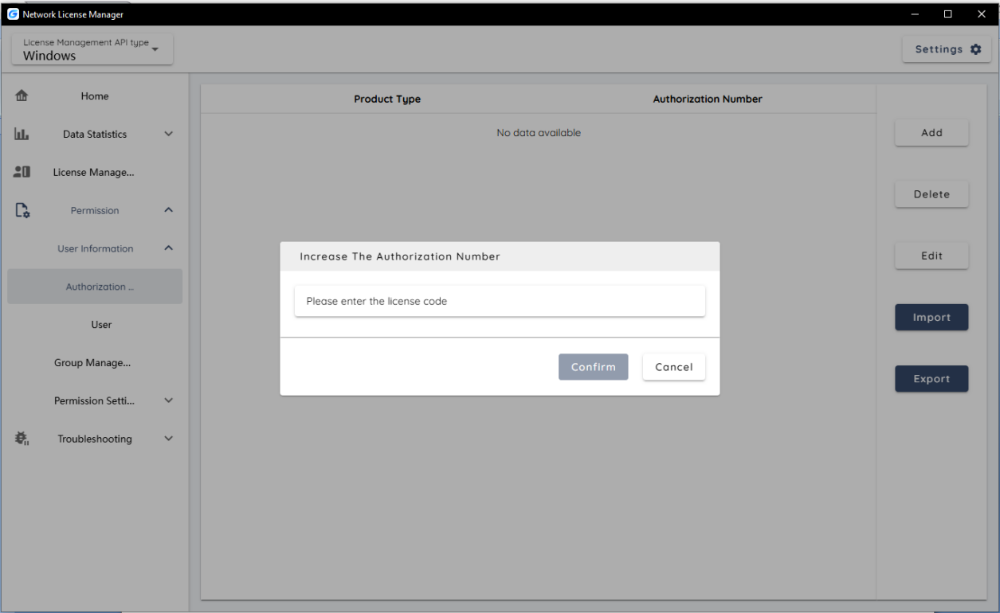 Network License Manager
License Management API type
Windows
Settings
Home
Data Statistics
License Manage...
Permission
User Information
Authorization ...
User
Group Manage...
Permission Setti...
Troubleshooting
Product Type Authorization Number
No data available
Increase The Authorization Number
Please enter the license code
Confirm Cancel
Add
Delete
Edit
Import
Export